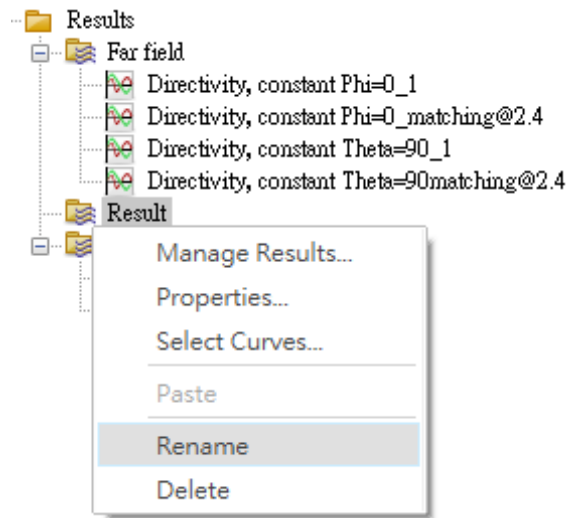 Results
Far field
Directivity, constant Phi=0_1
Directivity, constant Phi=0_matching@2.4
Directivity, constant Theta=90_1
Directivity, constant Theta=90matching@2.4
Result
Manage Results...
Properties...
Select Curves...
Paste
Rename
Delete